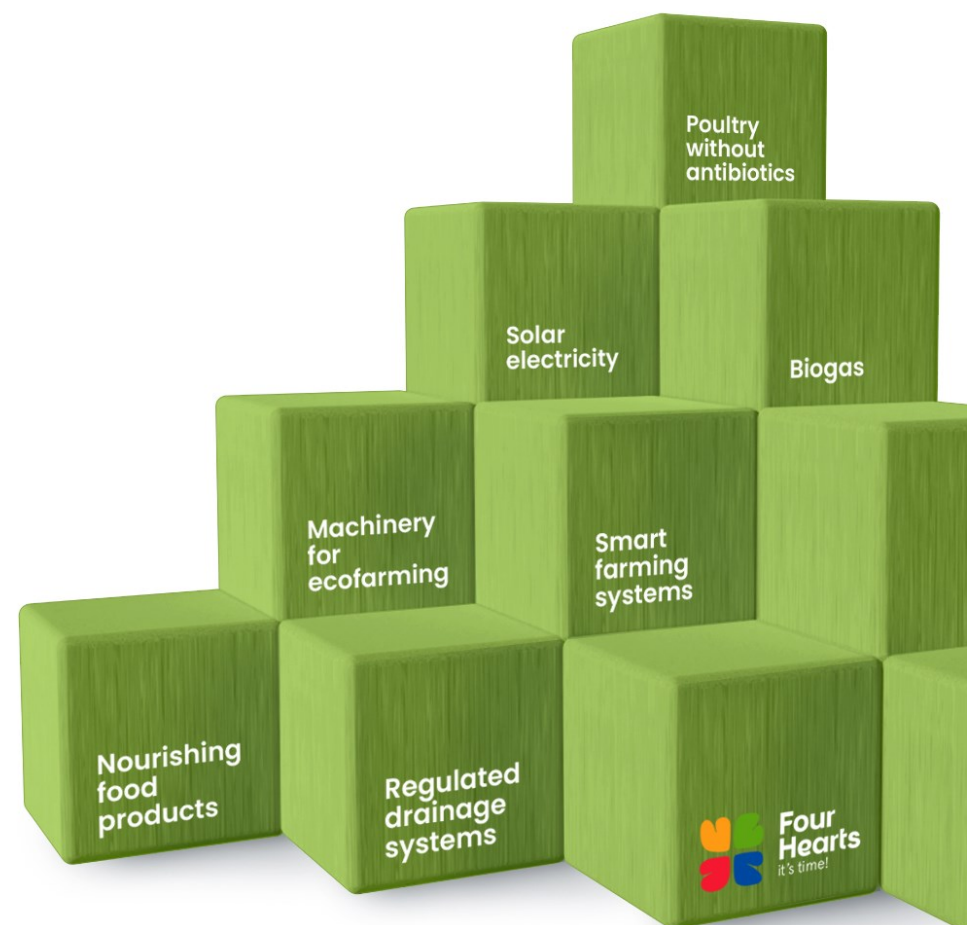 Poultry
without
antibiotics
Solar
electricity
Biogas
Machinery
for
ecofarming
Smart
farming
systems
Nourishing
food
products
Regulated
drainage
systems
Four
Hearts
it's time!